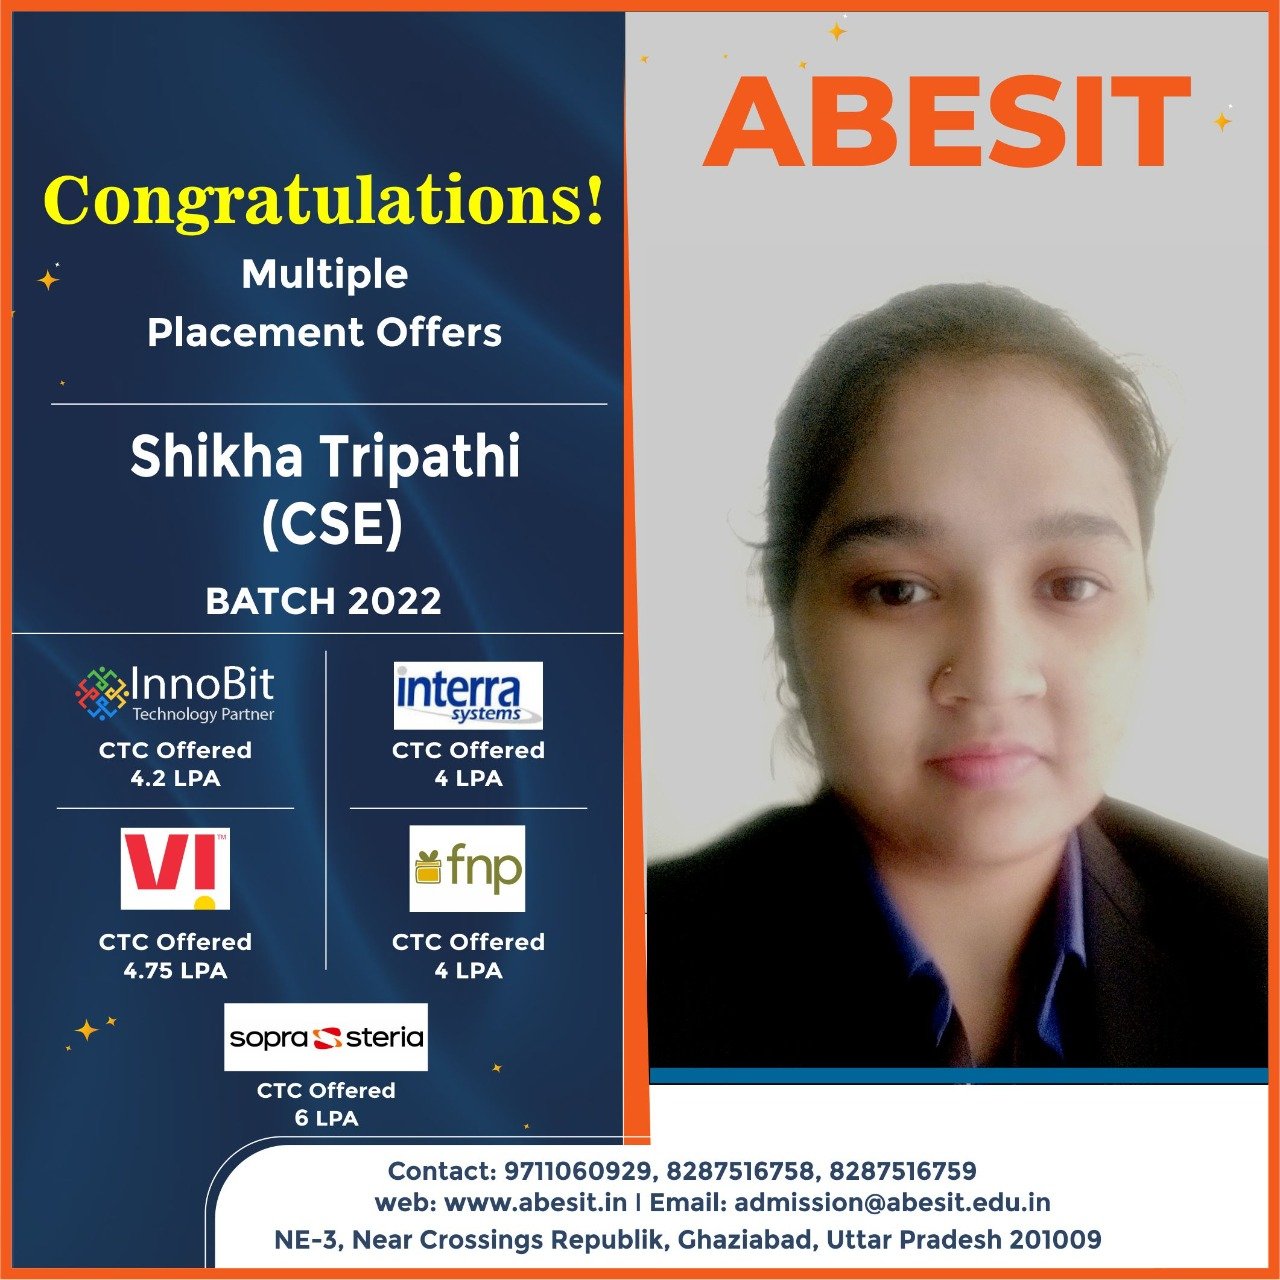 ABESIT
Congratulations!
Multiple
Placement Offers
Shikha Tripathi
(CSE)
BATCH 2022
InnoBit
Technology Partner
CTC Offered
4.2 LPA
interra
systems
CTC Offered
4 LPA
VI™
CTC Offered
4.75 LPA
fnp
CTC Offered
4 LPA
sopra steria
CTC Offered
6 LPA
Contact: 9711060929, 8287516758, 8287516759
web: www.abesit.in I Email: admission@abesit.edu.in
NE-3, Near Crossings Republik, Ghaziabad, Uttar Pradesh 201009